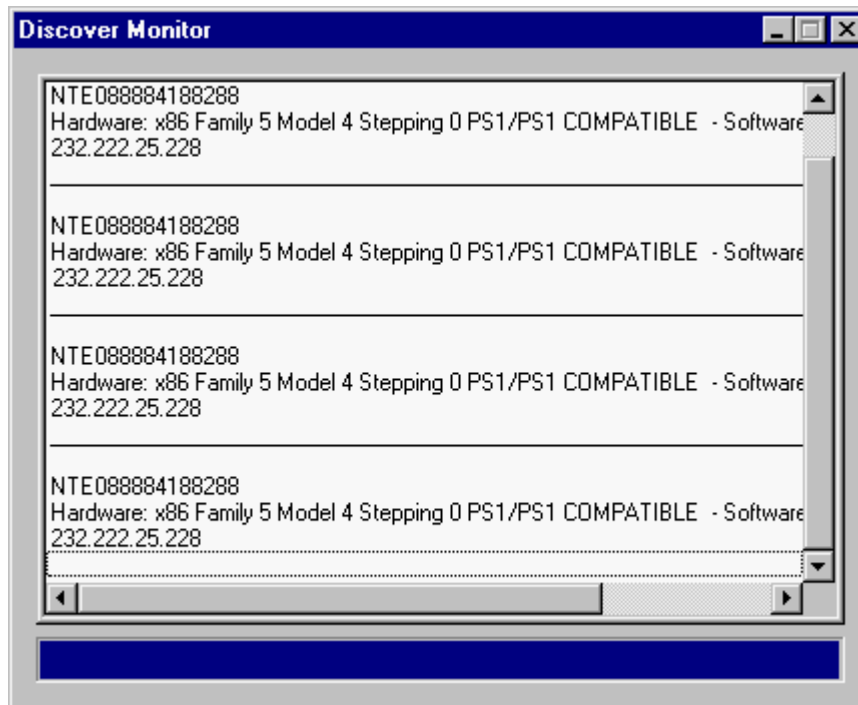 Discover Monitor
NTE088884188288
Hardware: x86 Family 5 Model 4 Stepping 0 PS1/PS1 COMPATIBLE  - Software
232.222.25.228
NTE088884188288
Hardware: x86 Family 5 Model 4 Stepping 0 PS1/PS1 COMPATIBLE  - Software
232.222.25.228
NTE088884188288
Hardware: x86 Family 5 Model 4 Stepping 0 PS1/PS1 COMPATIBLE  - Software
232.222.25.228
NTE088884188288
Hardware: x86 Family 5 Model 4 Stepping 0 PS1/PS1 COMPATIBLE  - Software
232.222.25.228